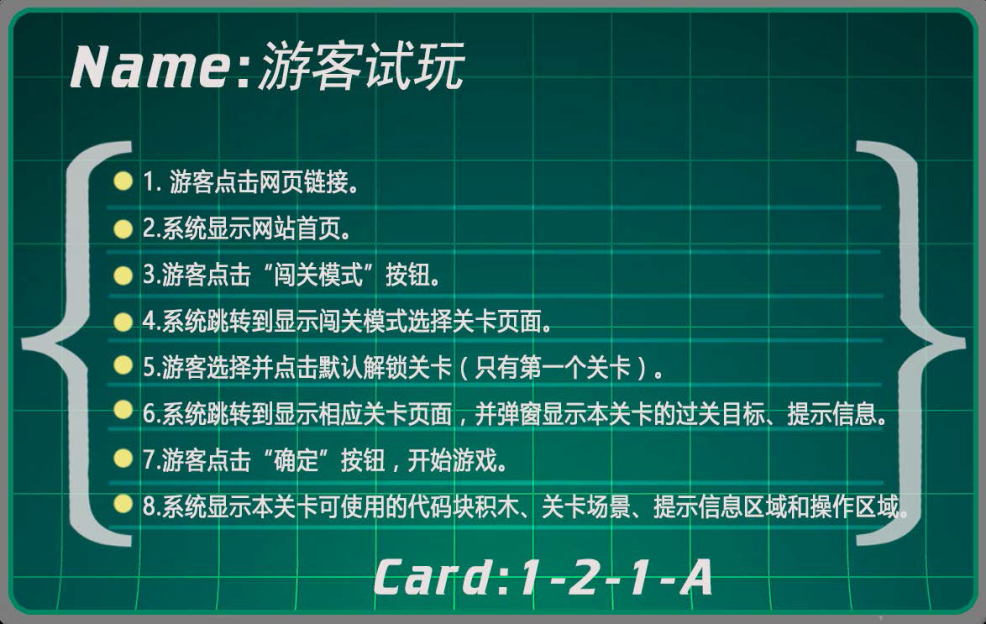 Name:游客试玩
1. 游客点击网页链接。
2.系统显示网站首页。
3.游客点击“闯关模式”按钮。
4.系统跳转到显示闯关模式选择关卡页面。
5.游客选择并点击默认解锁关卡（只有第一个关卡）。
6.系统跳转到显示相应关卡页面，并弹窗显示本关卡的过关目标、提示信息。
7.游客点击“确定”按钮，开始游戏。
8.系统显示本关卡可使用的代码块积木、关卡场景、提示信息区域和操作区域。
Card:1-2-1-A